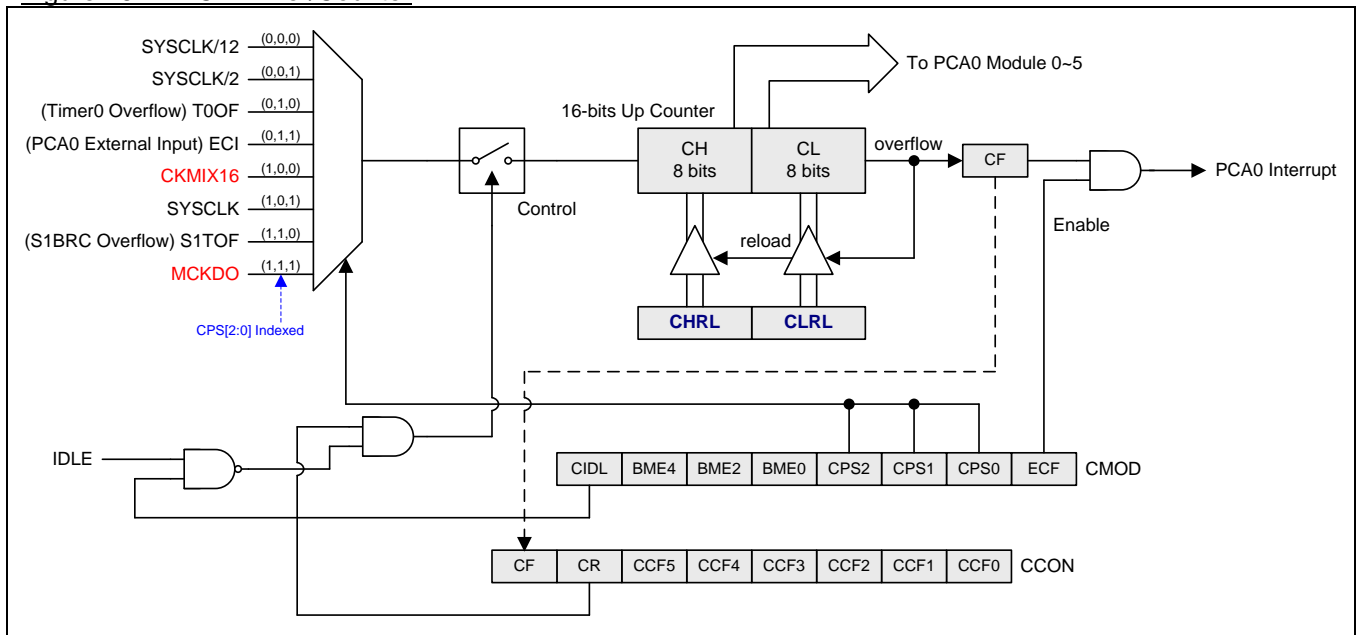 SYSCLK/12 (0,0,0)
SYSCLK/2 (0,0,1)
(Timer0 Overflow) T0OF (0,1,0)
(PCA0 External Input) ECI (0,1,1)
CKMIX16 (1,0,0)
SYSCLK (1,0,1)
(S1BRC Overflow) S1TOF (1,1,0)
MCKDO (1,1,1)
CPS[2:0] Indexed
Control
To PCA0 Module 0~5
16-bits Up Counter
CH
8 bits
CL
8 bits
overflow
CF
PCA0 Interrupt
Enable
reload
CHRL CLRL
IDLE
CIDL BME4 BME2 BME0 CPS2 CPS1 CPS0 ECF CMOD
CF CR CCF5 CCF4 CCF3 CCF2 CCF1 CCF0 CCON